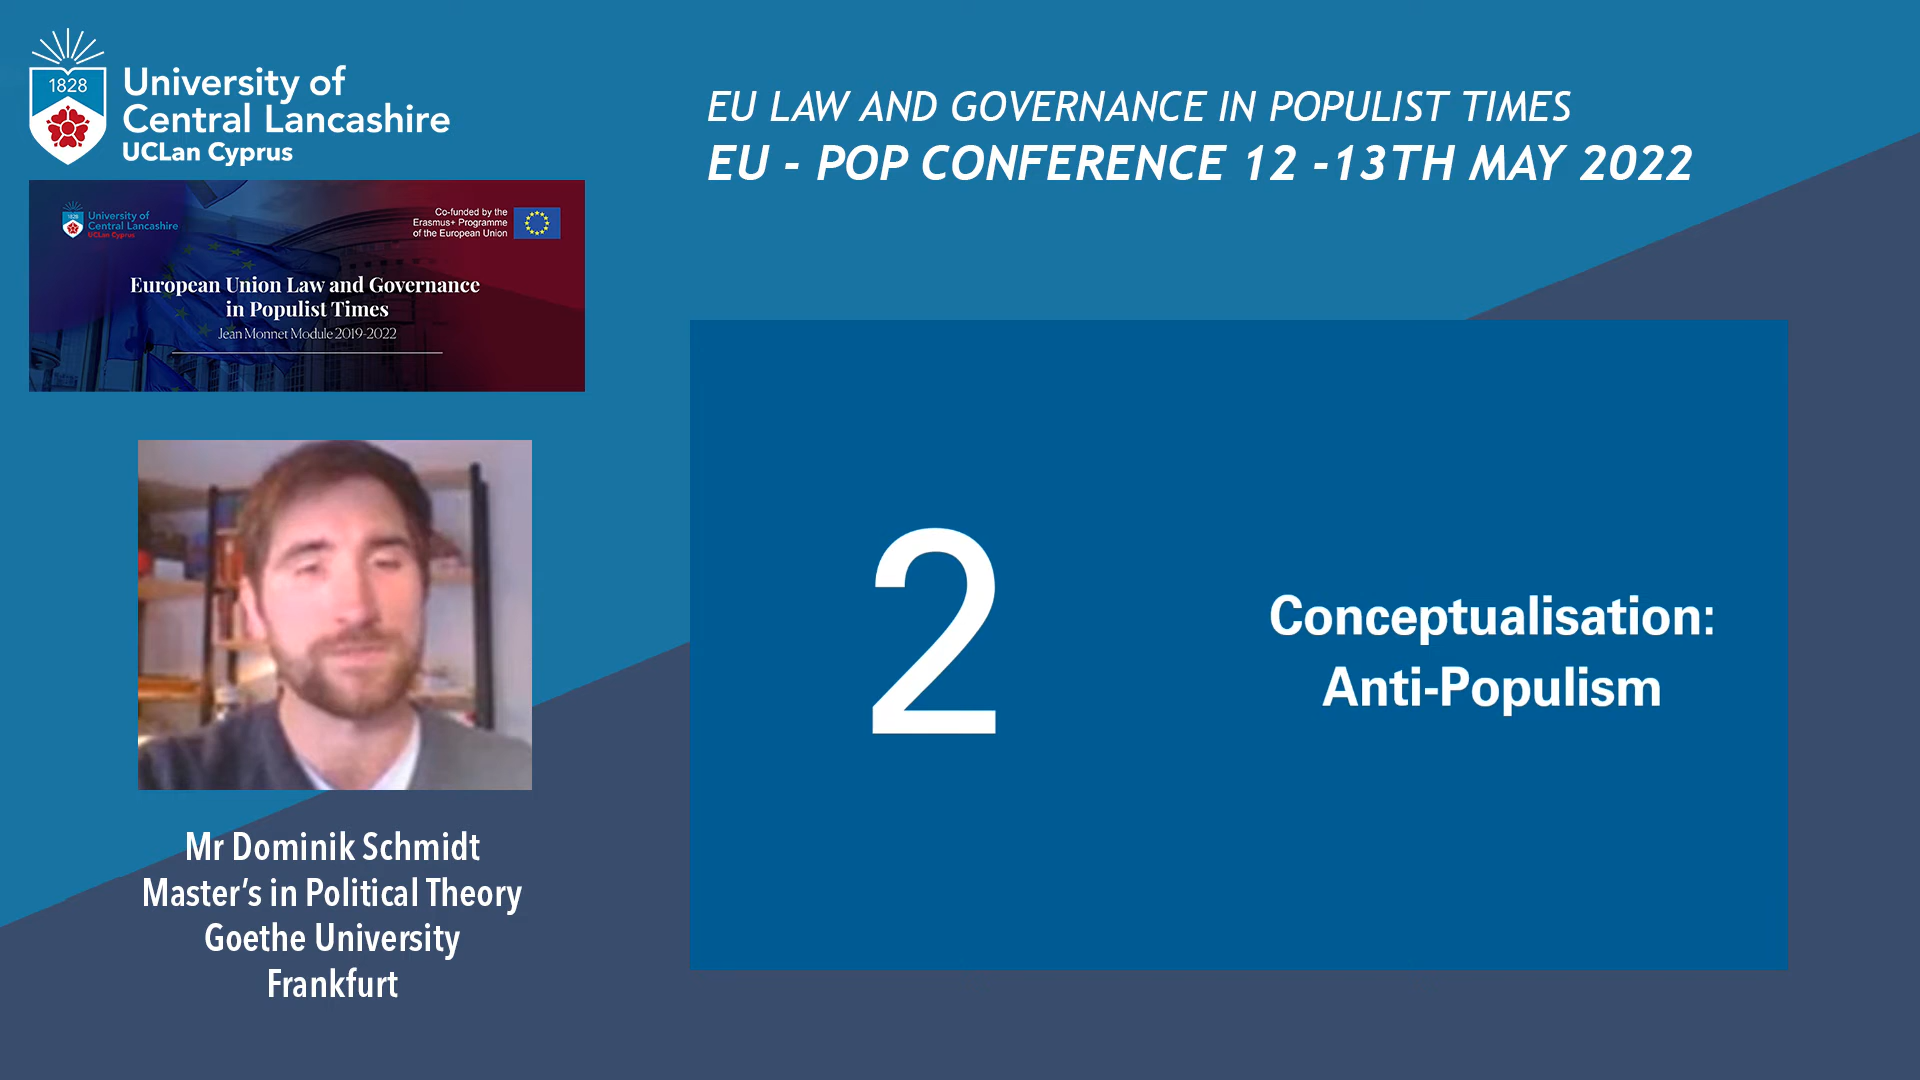 1828
University of
Central Lancashire
UCLan Cyprus
EU LAW AND GOVERNANCE IN POPULIST TIMES
EU - POP CONFERENCE 12 -13TH MAY 2022
1828
University of
Central Lancashire
UCLan Cyprus
Co-funded by the
Erasmus+ Programme
of the European Union
European Union Law and Governance
in Populist Times
Jean Monnet Module 2019-2022
2
Conceptualisation:
Anti-Populism
Mr Dominik Schmidt
Master's in Political Theory
Goethe University
Frankfurt